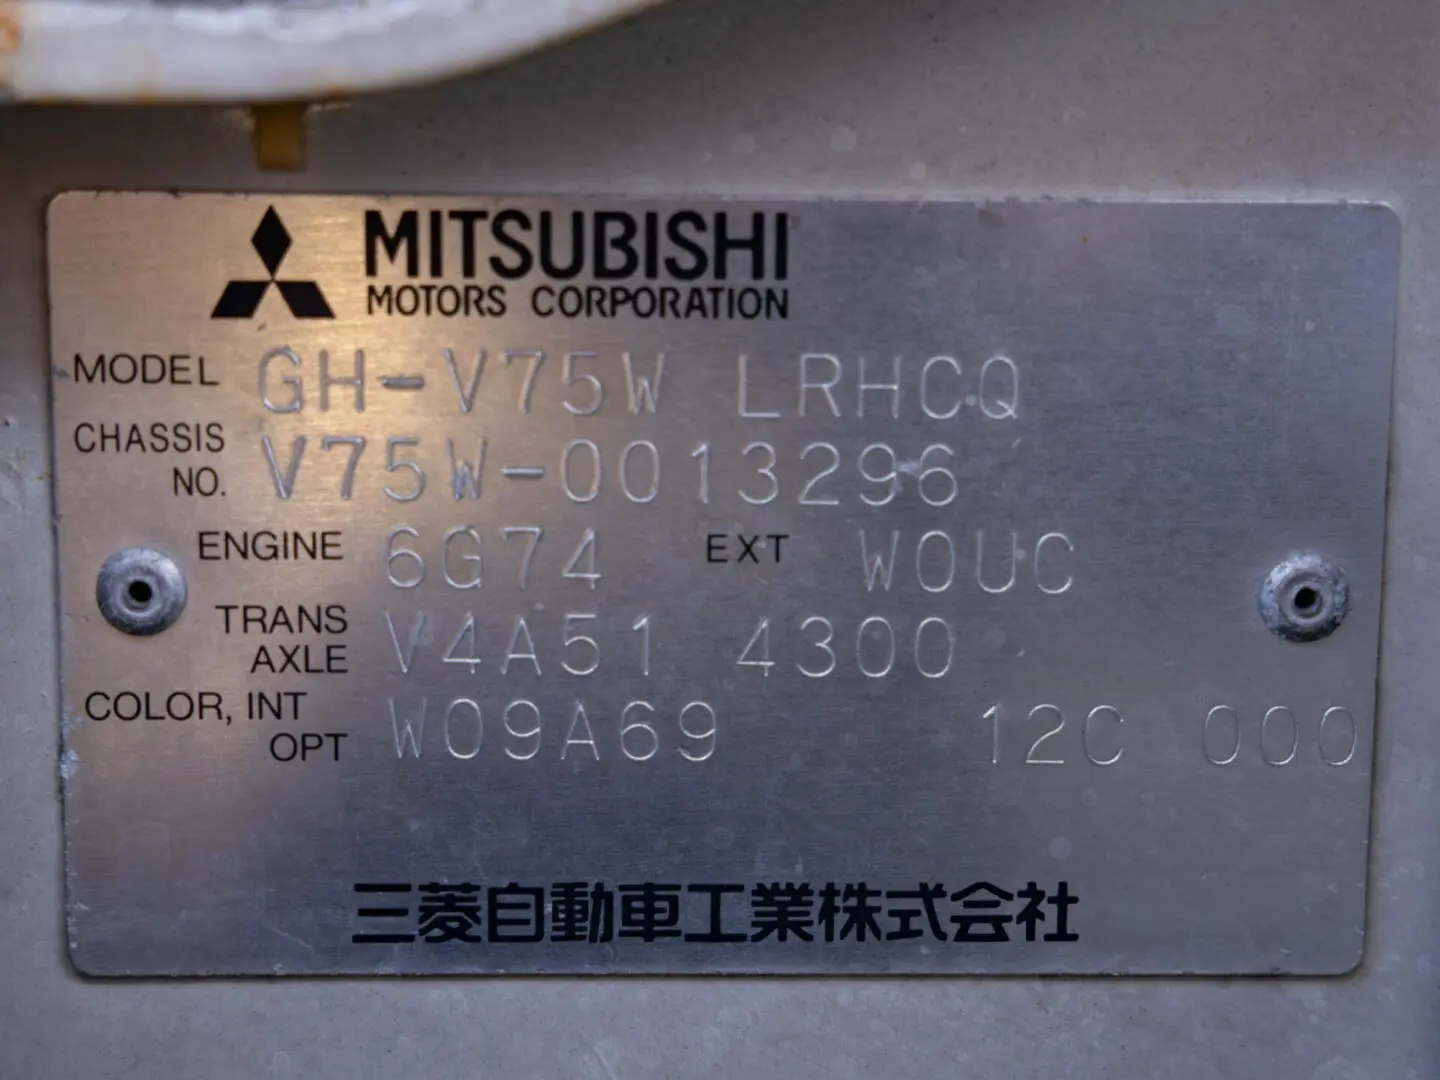 MITSUBISHI
MOTORS CORPORATION
MODEL GH-V75W LRHCQ
CHASSIS
NO. V75W-0013296
ENGINE 6G74 EXT W0UC
TRANS
AXLE V4A51 4300
COLOR, INT
OPT W09A69 12C 000
三菱自動車工業株式会社